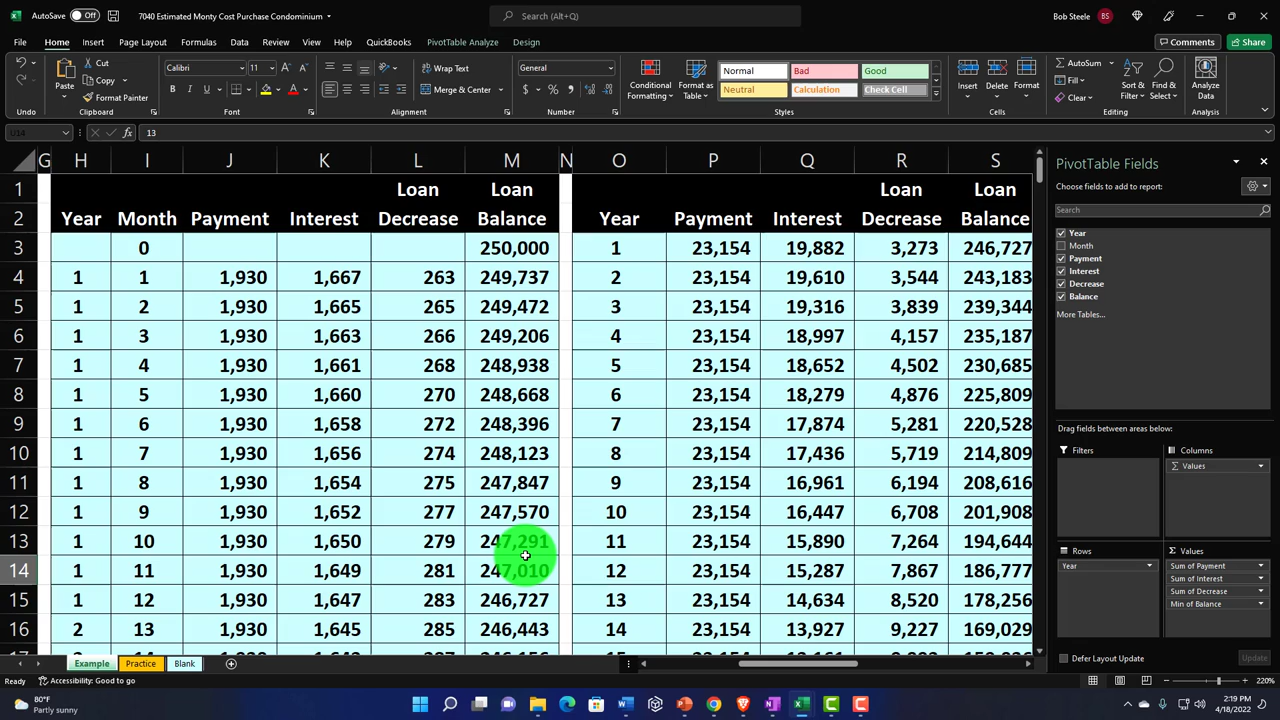 AutoSave Off 7040 Estimated Monty Cost Purchase Condominium Search (Alt+Q) Bob Steele BS
File Home Insert Page Layout Formulas Data Review View Help QuickBooks PivotTable Analyze Design Comments Share
Paste Cut Copy Format Painter Calibri 11 Wrap Text General Conditional Formatting Format as Table Normal Bad Good Insert Delete Format AutoSum Fill Clear Sort & Filter Find & Select Analyze Data
B I U Merge & Center $ % Neutral Calculation Check Cell
Undo Clipboard Font Alignment Number Styles Cells Editing Analysis
U14 fx 13
G H I J K L M N O P Q R S
1 Loan Loan Loan Loan
2 Year Month Payment Interest Decrease Balance Year Payment Interest Decrease Balance
3 0 250,000 1 23,154 19,882 3,273 246,727
4 1 1 1,930 1,667 263 249,737 2 23,154 19,610 3,544 243,183
5 1 2 1,930 1,665 265 249,472 3 23,154 19,316 3,839 239,344
6 1 3 1,930 1,663 266 249,206 4 23,154 18,997 4,157 235,187
7 1 4 1,930 1,661 268 248,938 5 23,154 18,652 4,502 230,685
8 1 5 1,930 1,660 270 248,668 6 23,154 18,279 4,876 225,809
9 1 6 1,930 1,658 272 248,396 7 23,154 17,874 5,281 220,528
10 1 7 1,930 1,656 274 248,123 8 23,154 17,436 5,719 214,809
11 1 8 1,930 1,654 275 247,847 9 23,154 16,961 6,194 208,616
12 1 9 1,930 1,652 277 247,570 10 23,154 16,447 6,708 201,908
13 1 10 1,930 1,650 279 247,291 11 23,154 15,890 7,264 194,644
14 1 11 1,930 1,649 281 247,010 12 23,154 15,287 7,867 186,777
15 1 12 1,930 1,647 283 246,727 13 23,154 14,634 8,520 178,256
16 2 13 1,930 1,645 285 246,443 14 23,154 13,927 9,227 169,029
PivotTable Fields
Choose fields to add to report:
Search
Year
Month
Payment
Interest
Decrease
Balance
More Tables...
Drag fields between areas below:
Filters Columns
Σ Values
Rows Σ Values
Year Sum of Payment
Sum of Interest
Sum of Decrease
Min of Balance
Defer Layout Update Update
Example Practice Blank
Ready Accessibility: Good to go 220%
80°F
Partly sunny
2:19 PM
4/18/2022